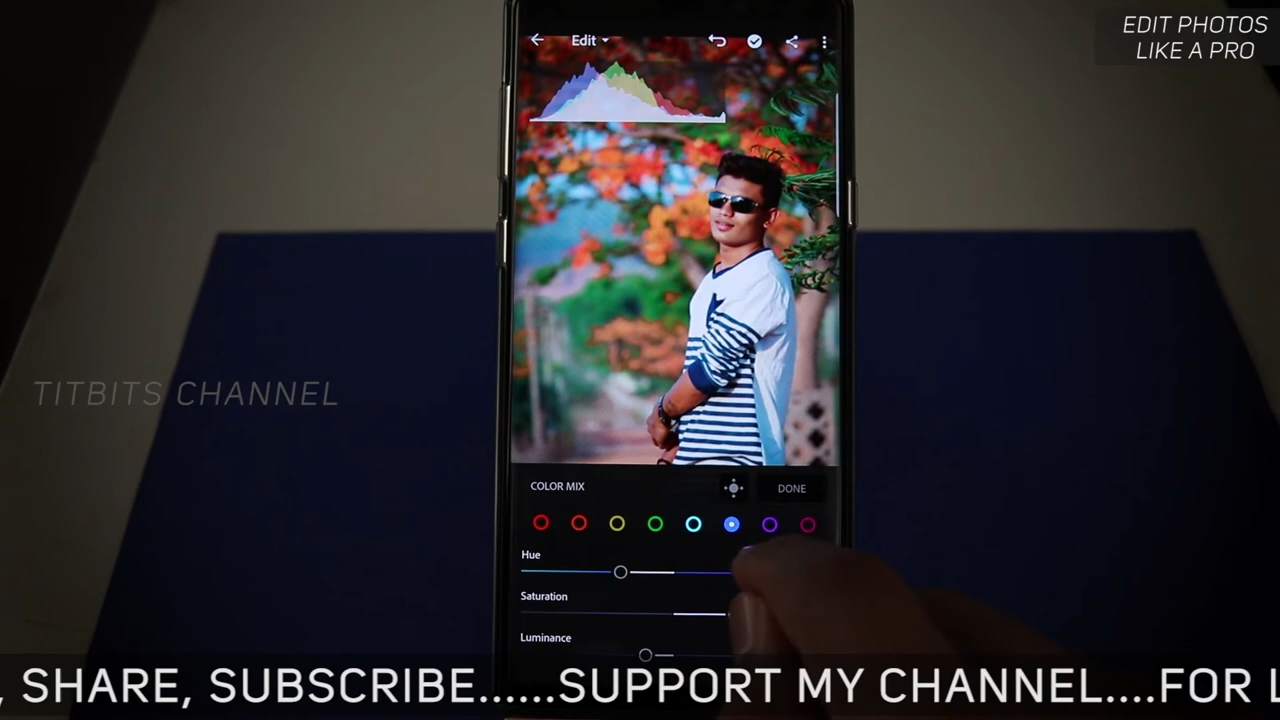 EDIT PHOTOS
LIKE A PRO
Edit
TITBITS CHANNEL
COLOR MIX
DONE
Hue
Saturation
Luminance
, SHARE, SUBSCRIBE......SUPPORT MY CHANNEL....FOR L